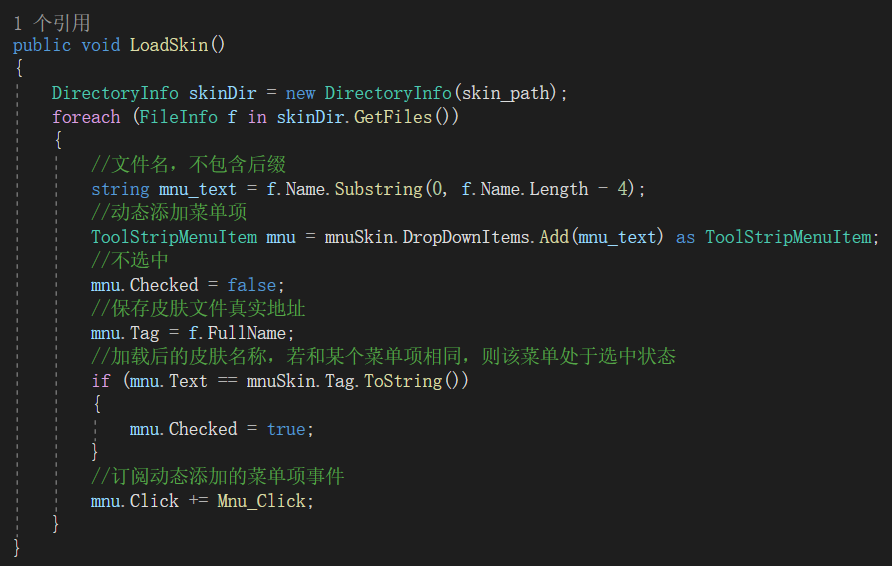 1 个引用
public void LoadSkin()
{
DirectoryInfo skinDir = new DirectoryInfo(skin_path);
foreach (FileInfo f in skinDir.GetFiles())
{
//文件名，不包含后缀
string mnu_text = f.Name.Substring(0, f.Name.Length - 4);
//动态添加菜单项
ToolStripMenuItem mnu = mnuSkin.DropDownItems.Add(mnu_text) as ToolStripMenuItem;
//不选中
mnu.Checked = false;
//保存皮肤文件真实地址
mnu.Tag = f.FullName;
//加载后的皮肤名称，若和某个菜单项相同，则该菜单处于选中状态
if (mnu.Text == mnuSkin.Tag.ToString())
{
mnu.Checked = true;
}
//订阅动态添加的菜单项事件
mnu.Click += Mnu_Click;
}
}